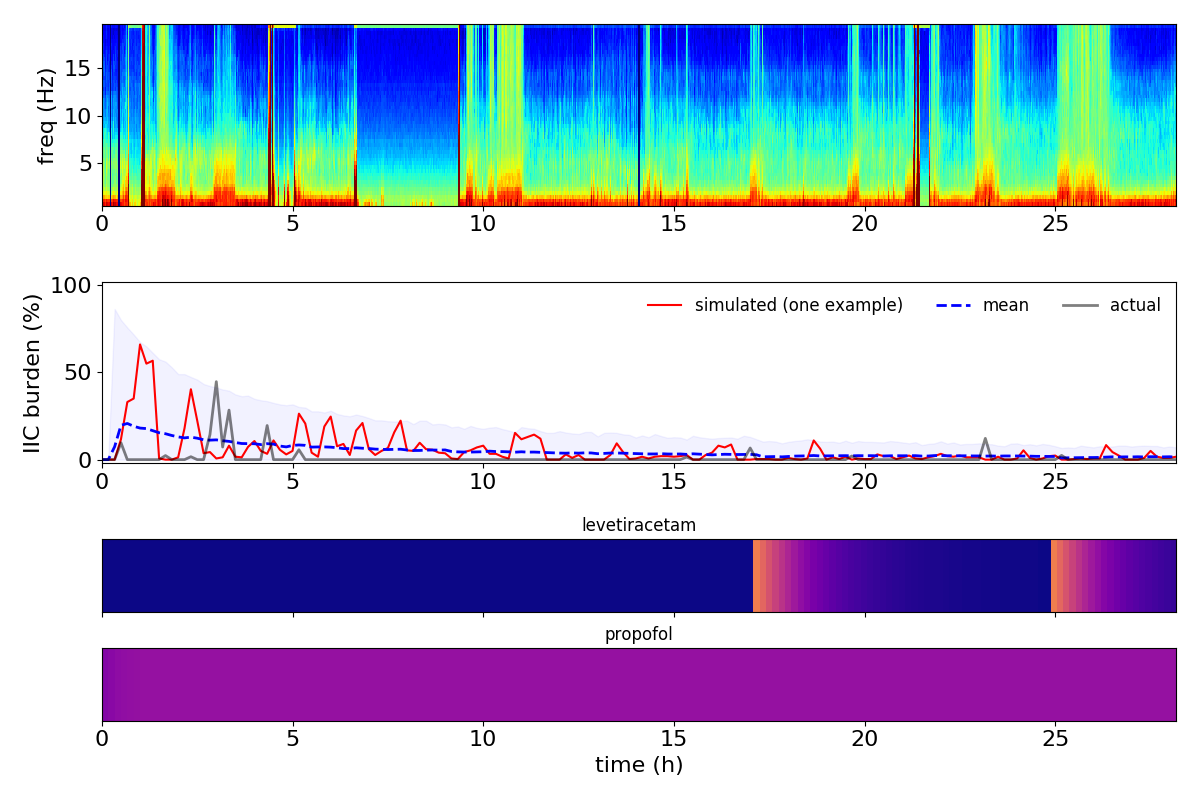 freq (Hz)
15
10
5
0 5 10 15 20 25
IIC burden (%)
100
50
0
simulated (one example) mean actual
0 5 10 15 20 25
levetiracetam
propofol
0 5 10 15 20 25
time (h)